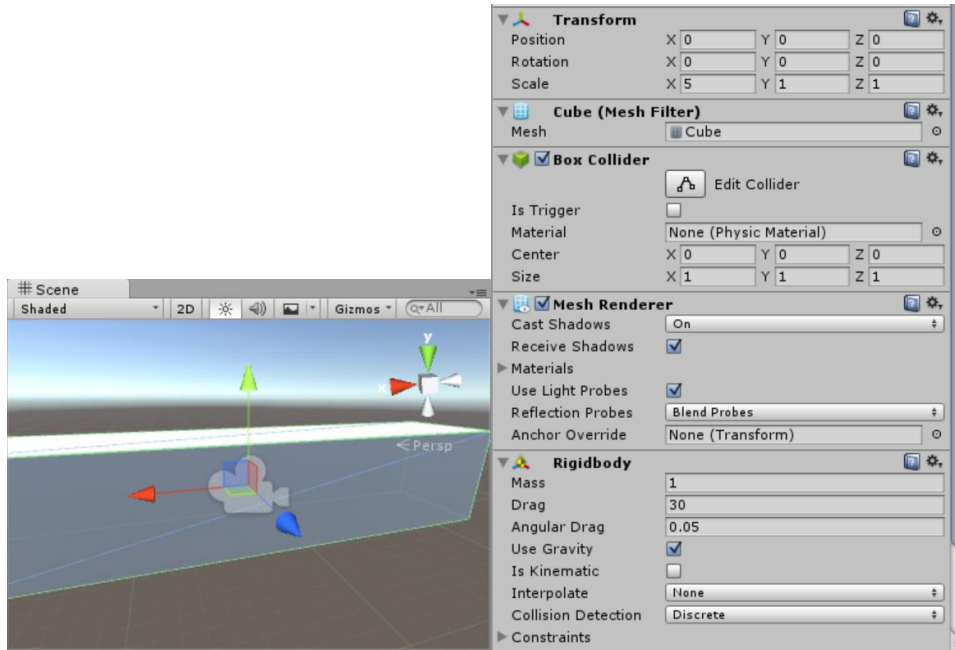 Scene
Shaded 2D Gizmos All
y
x
Persp
Transform
Position X 0 Y 0 Z 0
Rotation X 0 Y 0 Z 0
Scale X 5 Y 1 Z 1
Cube (Mesh Filter)
Mesh Cube
Box Collider
Edit Collider
Is Trigger
Material None (Physic Material)
Center X 0 Y 0 Z 0
Size X 1 Y 1 Z 1
Mesh Renderer
Cast Shadows On
Receive Shadows
Materials
Use Light Probes
Reflection Probes Blend Probes
Anchor Override None (Transform)
Rigidbody
Mass 1
Drag 30
Angular Drag 0.05
Use Gravity
Is Kinematic
Interpolate None
Collision Detection Discrete
Constraints